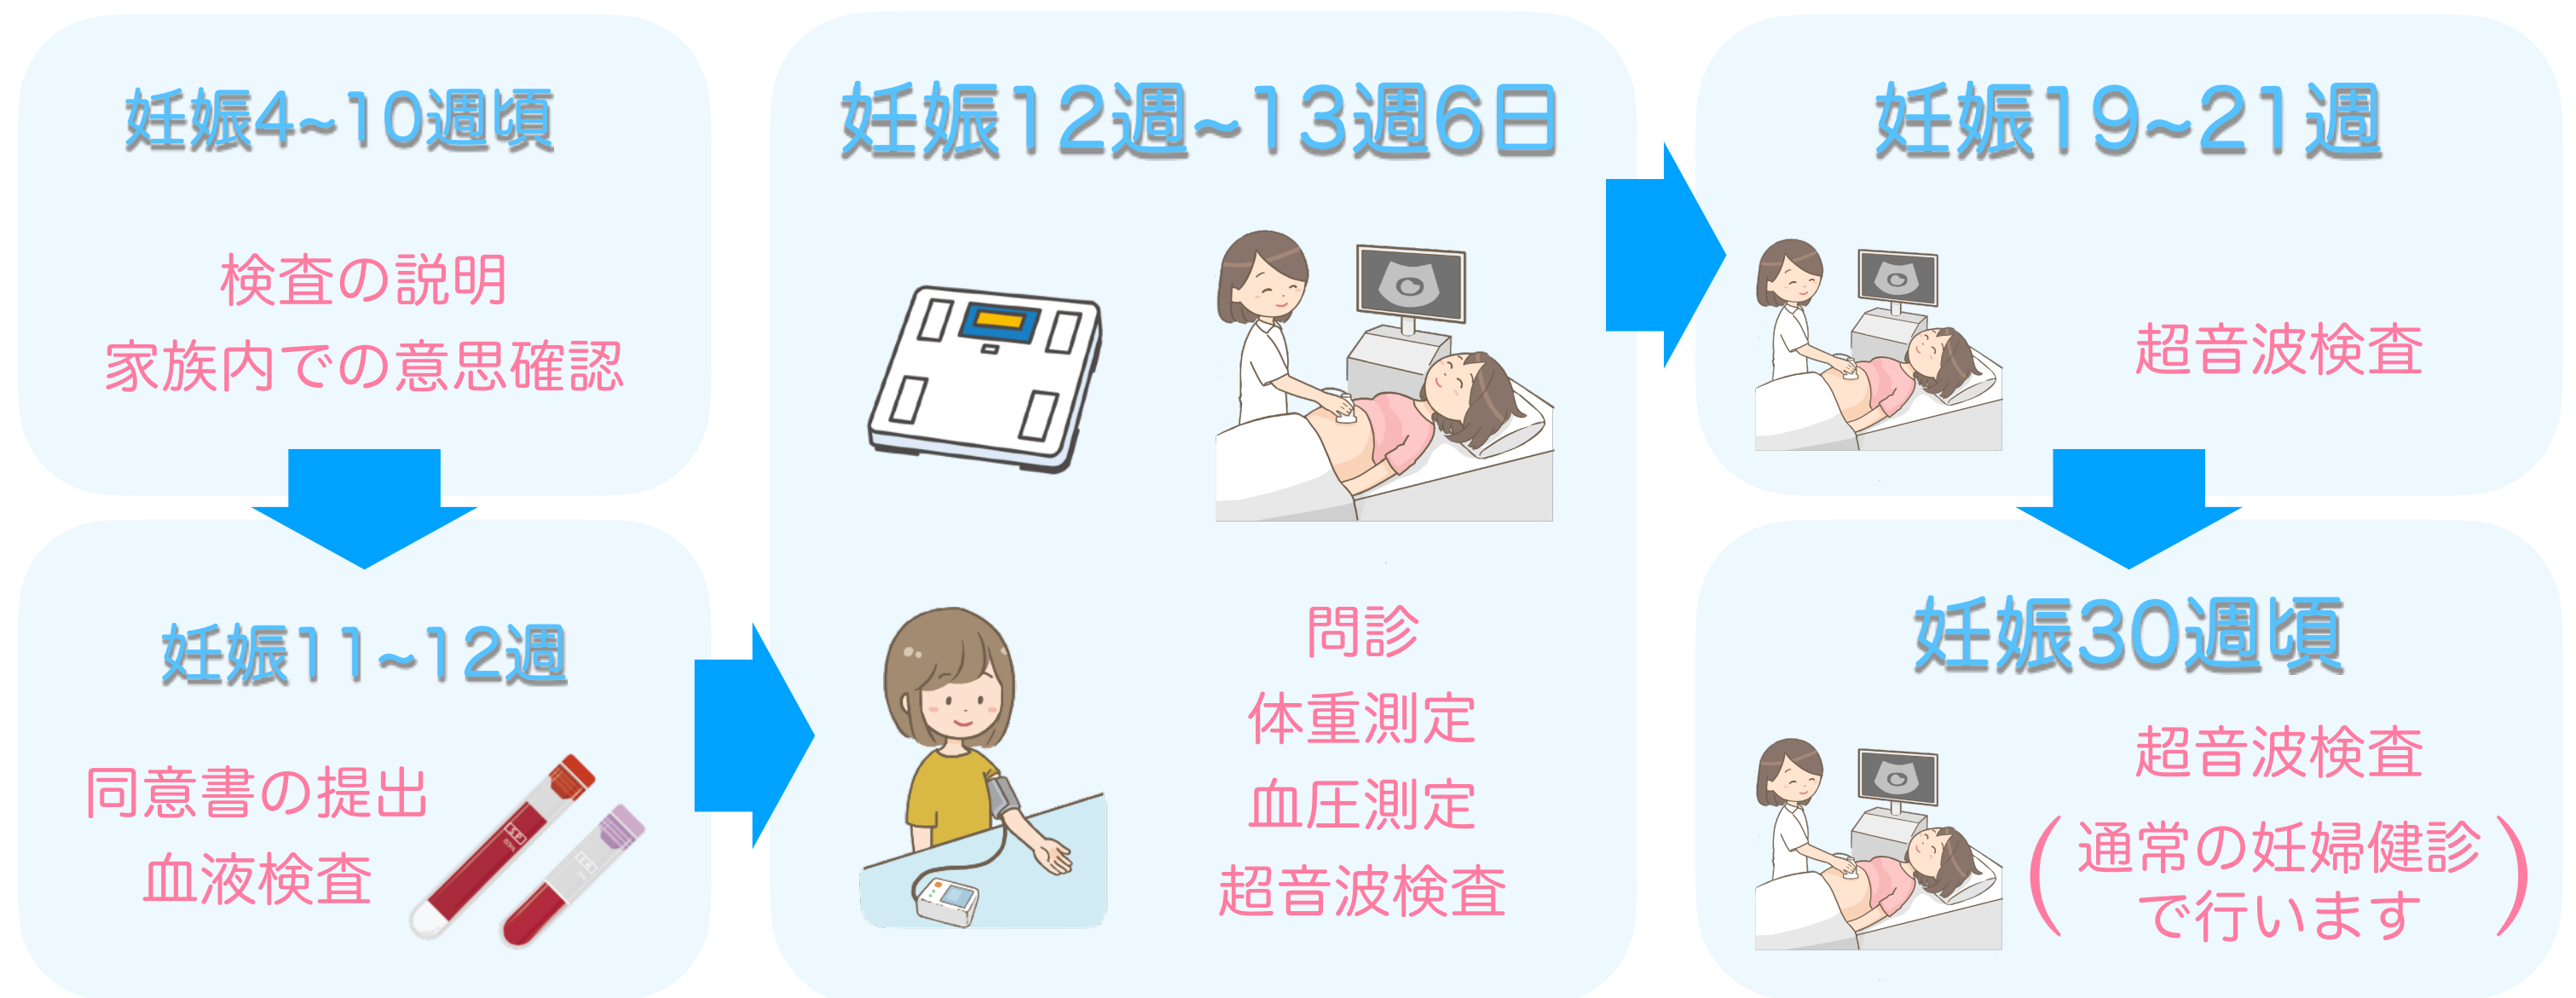 妊娠4~10週頃
検査の説明
家族内での意思確認
妊娠11~12週
同意書の提出
血液検査
妊娠12週~13週6日
問診
体重測定
血圧測定
超音波検査
妊娠19~21週
超音波検査
妊娠30週頃
超音波検査
(通常の妊婦健診
で行います)